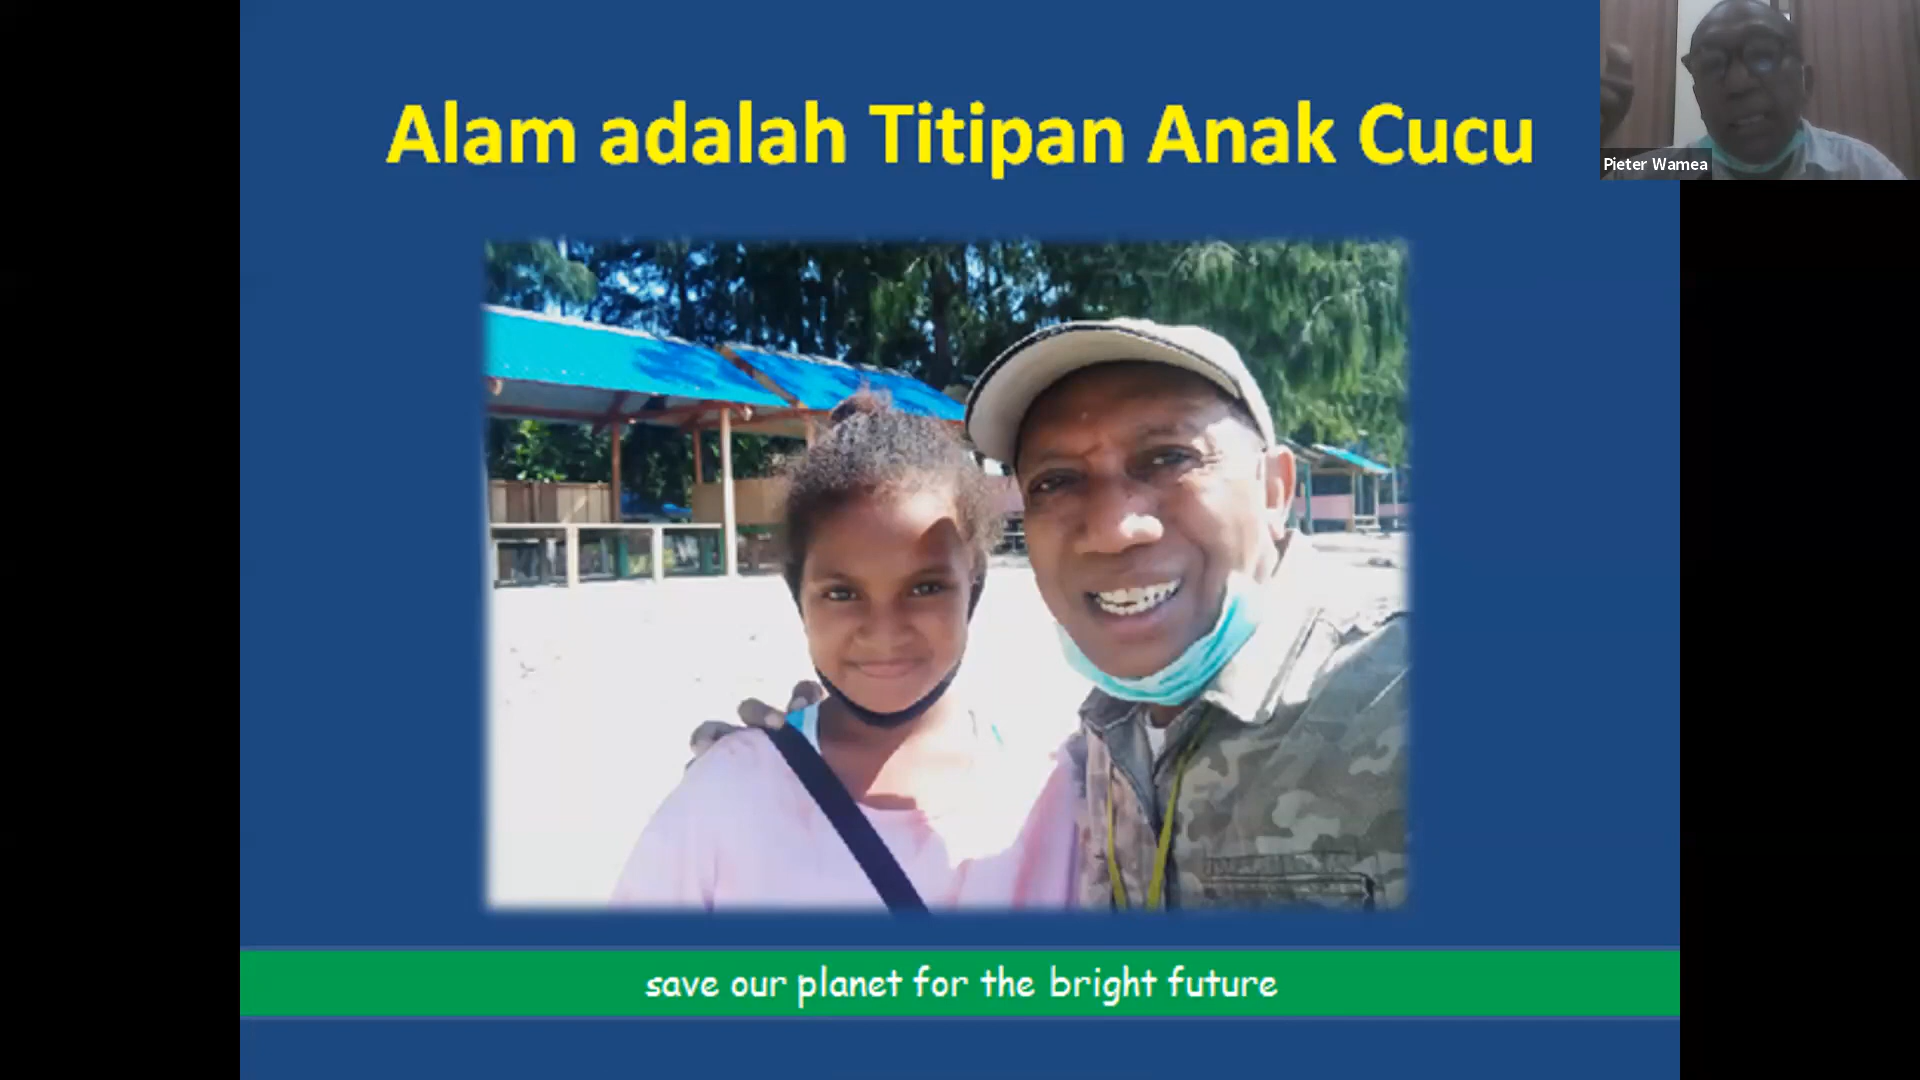 Alam adalah Titipan Anak Cucu
Pieter Wamea
save our planet for the bright future